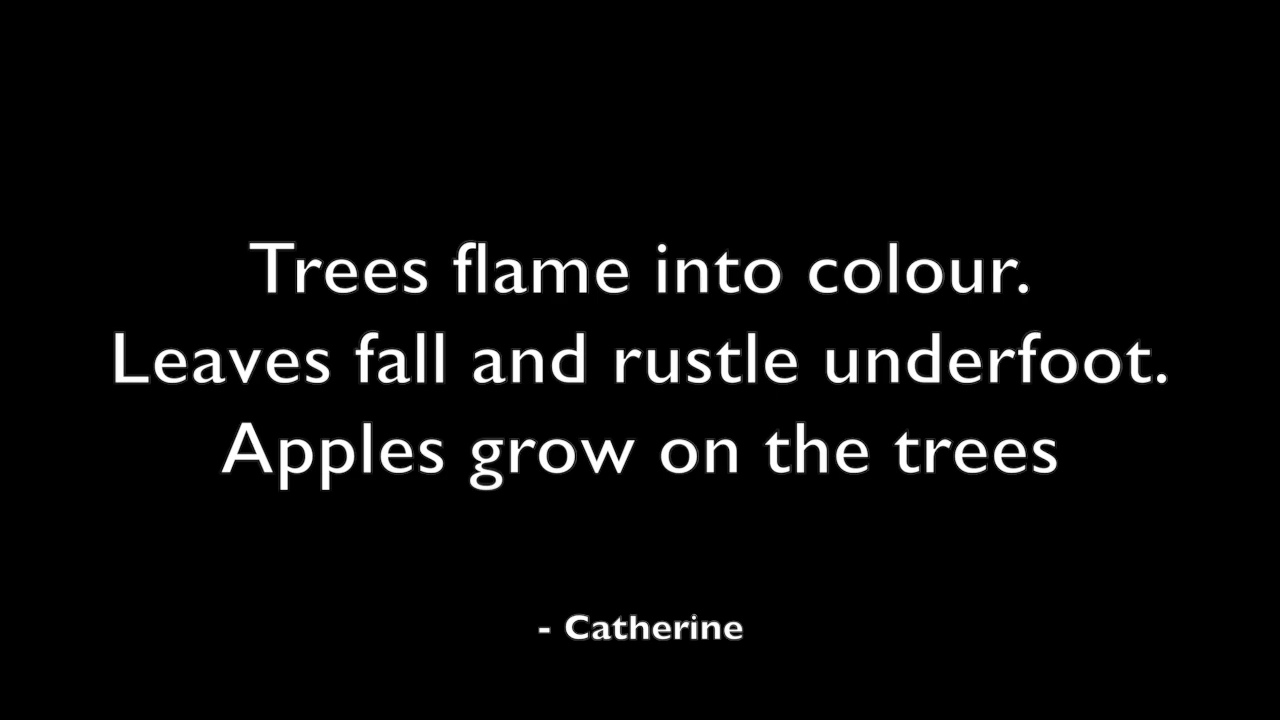 Trees flame into colour.
Leaves fall and rustle underfoot.
Apples grow on the trees
- Catherine